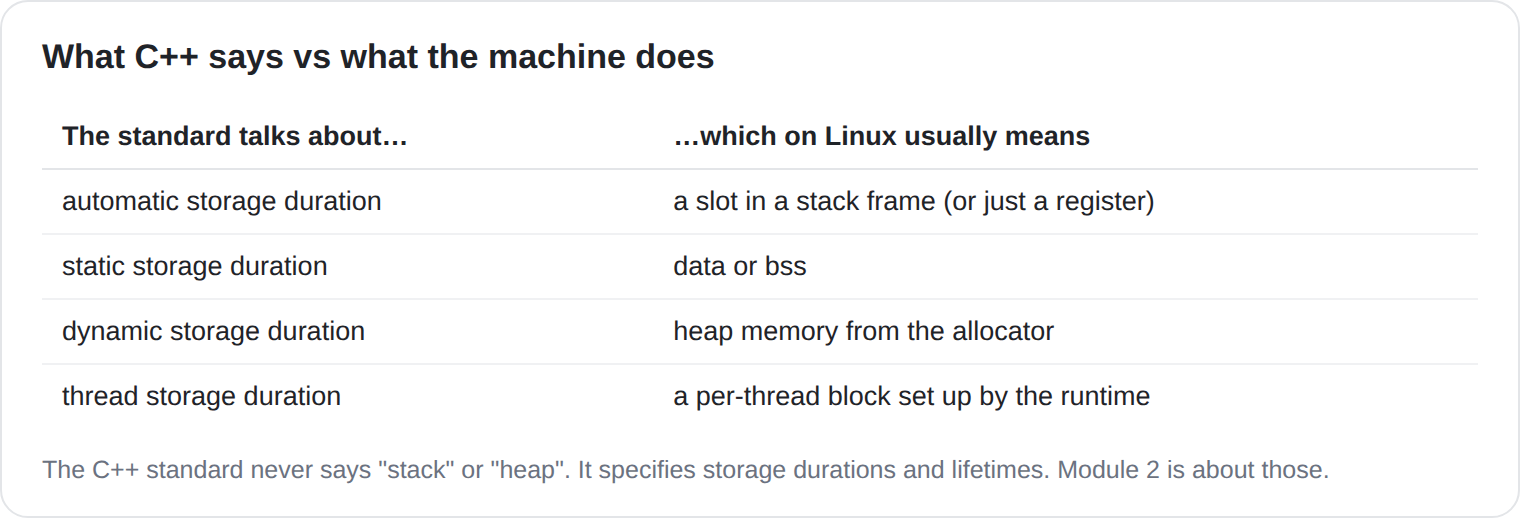 What C++ says vs what the machine does
The standard talks about… …which on Linux usually means
automatic storage duration a slot in a stack frame (or just a register)
static storage duration data or bss
dynamic storage duration heap memory from the allocator
thread storage duration a per-thread block set up by the runtime
The C++ standard never says "stack" or "heap". It specifies storage durations and lifetimes. Module 2 is about those.